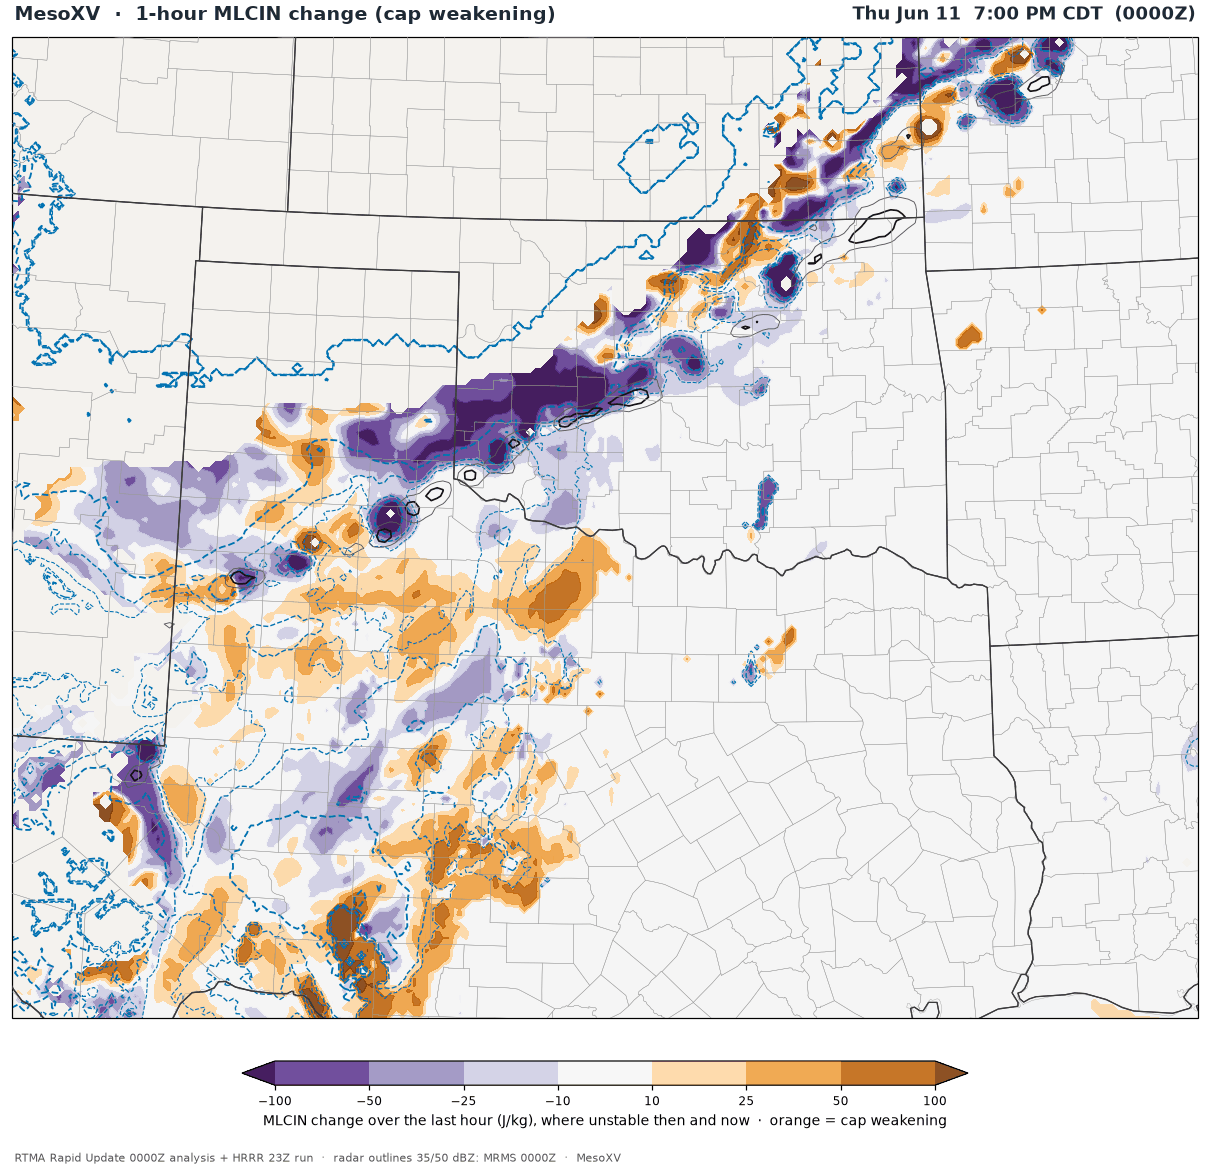 MesoXV · 1-hour MLCIN change (cap weakening)
Thu Jun 11 7:00 PM CDT (0000Z)
−100 −50 −25 −10 10 25 50 100
MLCIN change over the last hour (J/kg), where unstable then and now · orange = cap weakening
RTMA Rapid Update 0000Z analysis + HRRR 23Z run · radar outlines 35/50 dBZ: MRMS 0000Z · MesoXV